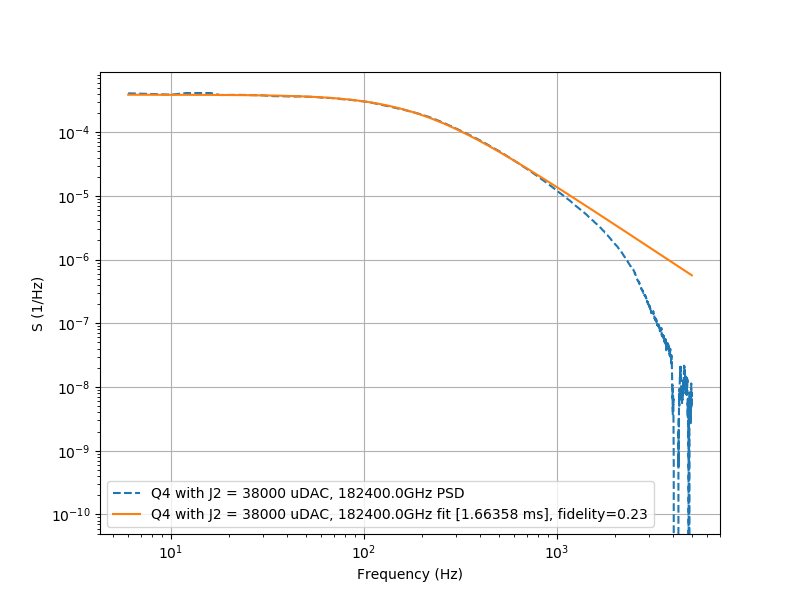 10⁻⁴
10⁻⁵
10⁻⁶
10⁻⁷
10⁻⁸
10⁻⁹
10⁻¹⁰
S (1/Hz)
Q4 with J2 = 38000 uDAC, 182400.0GHz PSD
Q4 with J2 = 38000 uDAC, 182400.0GHz fit [1.66358 ms], fidelity=0.23
10¹ 10² 10³
Frequency (Hz)